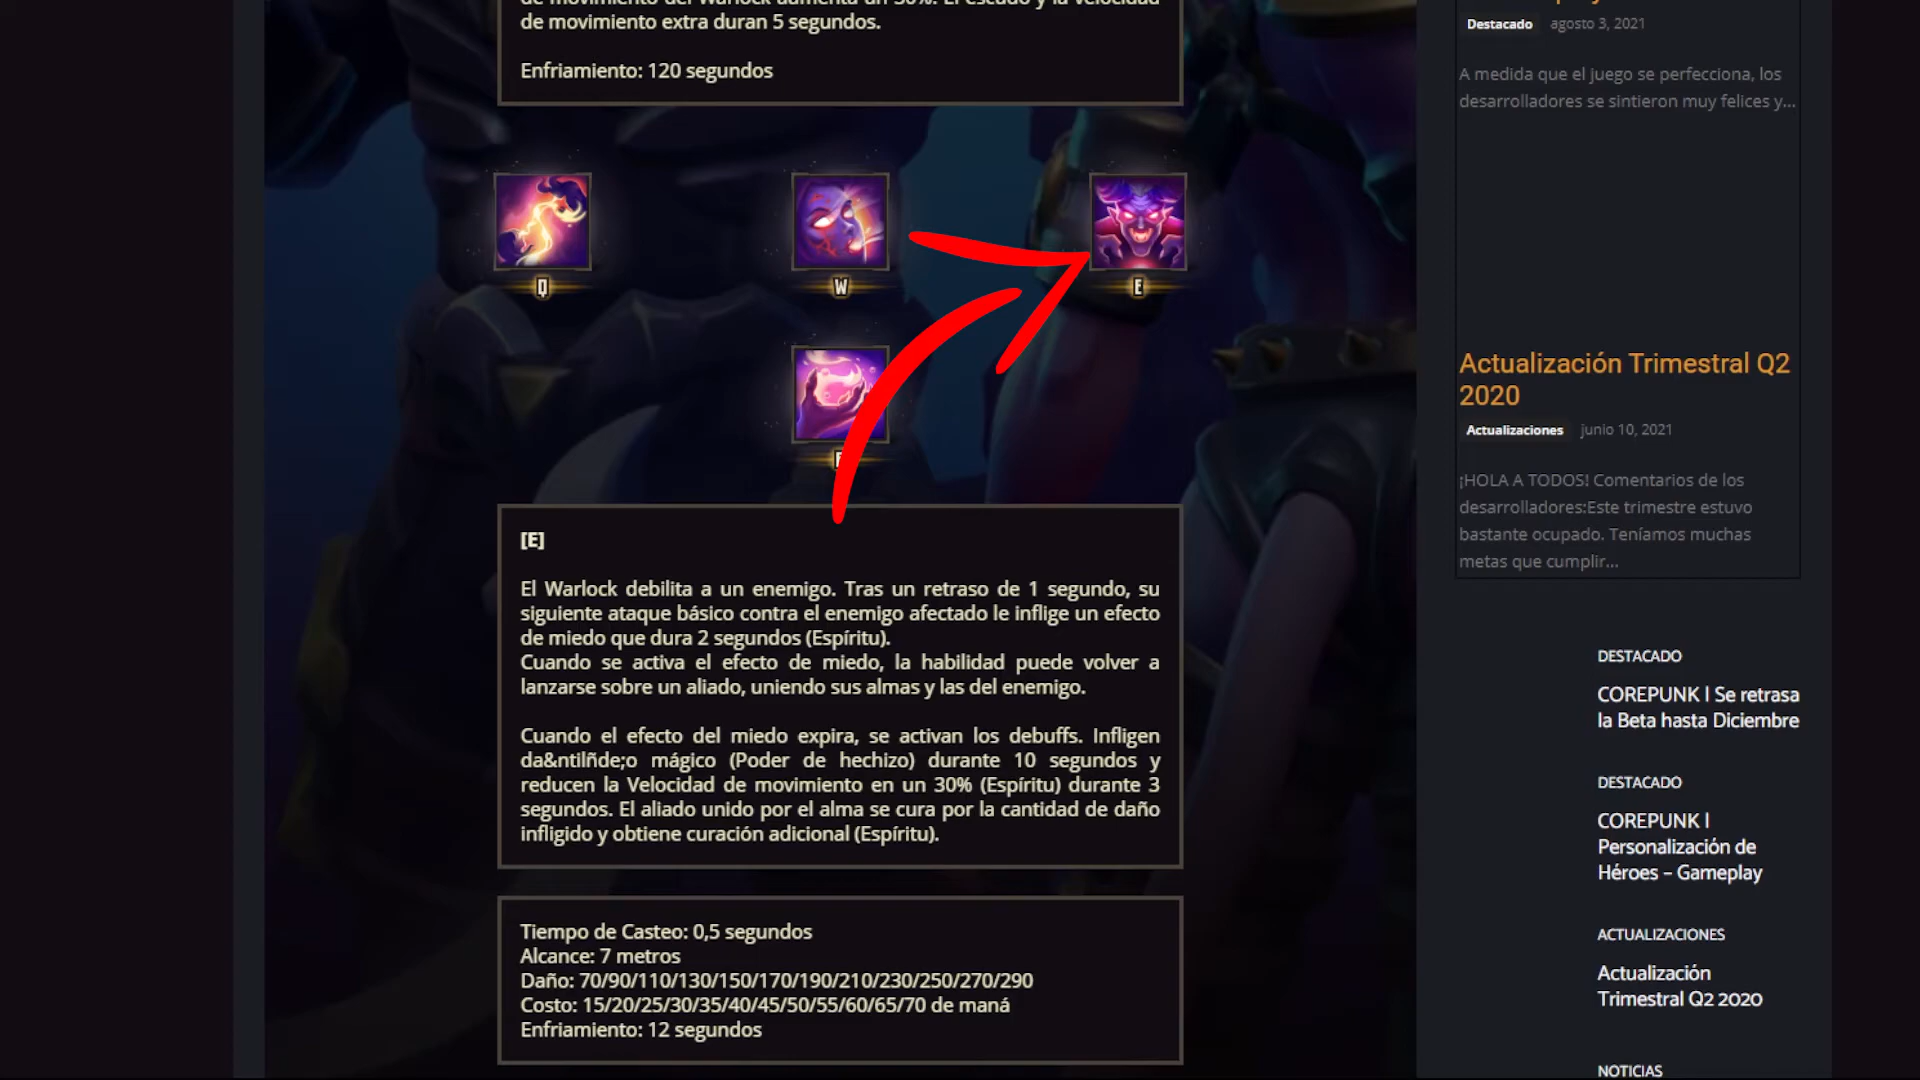 de movimiento del Warlock aumenta un 30%. El escudo y la velocidad
de movimiento extra duran 5 segundos.
Enfriamiento: 120 segundos
Q
W
E
[E]
El Warlock debilita a un enemigo. Tras un retraso de 1 segundo, su
siguiente ataque básico contra el enemigo afectado le inflige un efecto
de miedo que dura 2 segundos (Espíritu).
Cuando se activa el efecto de miedo, la habilidad puede volver a
lanzarse sobre un aliado, uniendo sus almas y las del enemigo.
Cuando el efecto del miedo expira, se activan los debuffs. Infligen
da&ntilñde;o mágico (Poder de hechizo) durante 10 segundos y
reducen la Velocidad de movimiento en un 30% (Espíritu) durante 3
segundos. El aliado unido por el alma se cura por la cantidad de daño
infligido y obtiene curación adicional (Espíritu).
Tiempo de Casteo: 0,5 segundos
Alcance: 7 metros
Daño: 70/90/110/130/150/170/190/210/230/250/270/290
Costo: 15/20/25/30/35/40/45/50/55/60/65/70 de maná
Enfriamiento: 12 segundos
Destacado agosto 3, 2021
A medida que el juego se perfecciona, los
desarrolladores se sintieron muy felices y...
Actualización Trimestral Q2
2020
Actualizaciones junio 10, 2021
¡HOLA A TODOS! Comentarios de los
desarrolladores:Este trimestre estuvo
bastante ocupado. Teníamos muchas
metas que cumplir...
DESTACADO
COREPUNK | Se retrasa
la Beta hasta Diciembre
DESTACADO
COREPUNK |
Personalización de
Héroes – Gameplay
ACTUALIZACIONES
Actualización
Trimestral Q2 2020
NOTICIAS